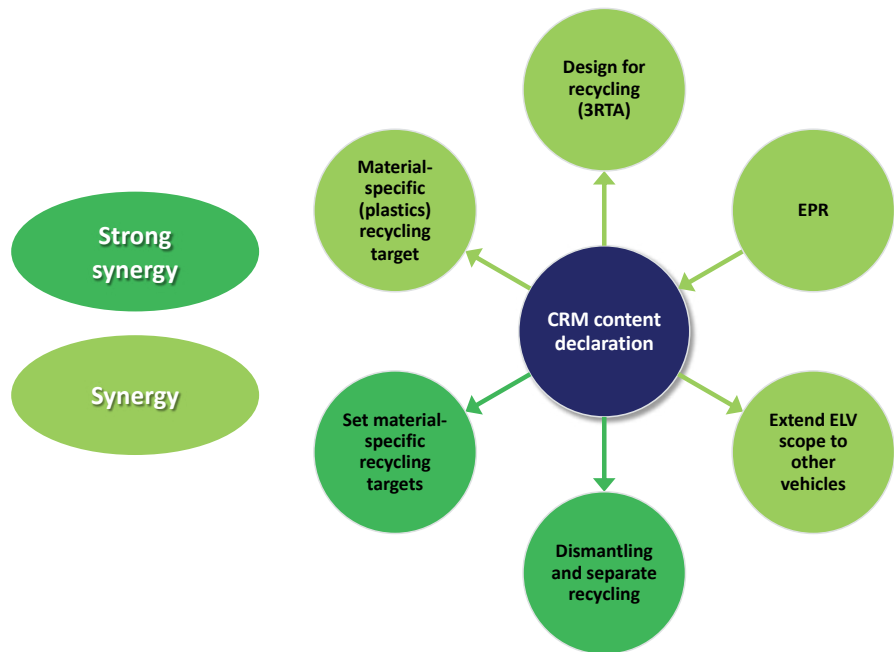 Strong
synergy
Synergy
Design for
recycling
(3RTA)
Material-
specific
(plastics)
recycling
target
EPR
CRM content
declaration
Set material-
specific
recycling
targets
Extend ELV
scope to
other
vehicles
Dismantling
and separate
recycling